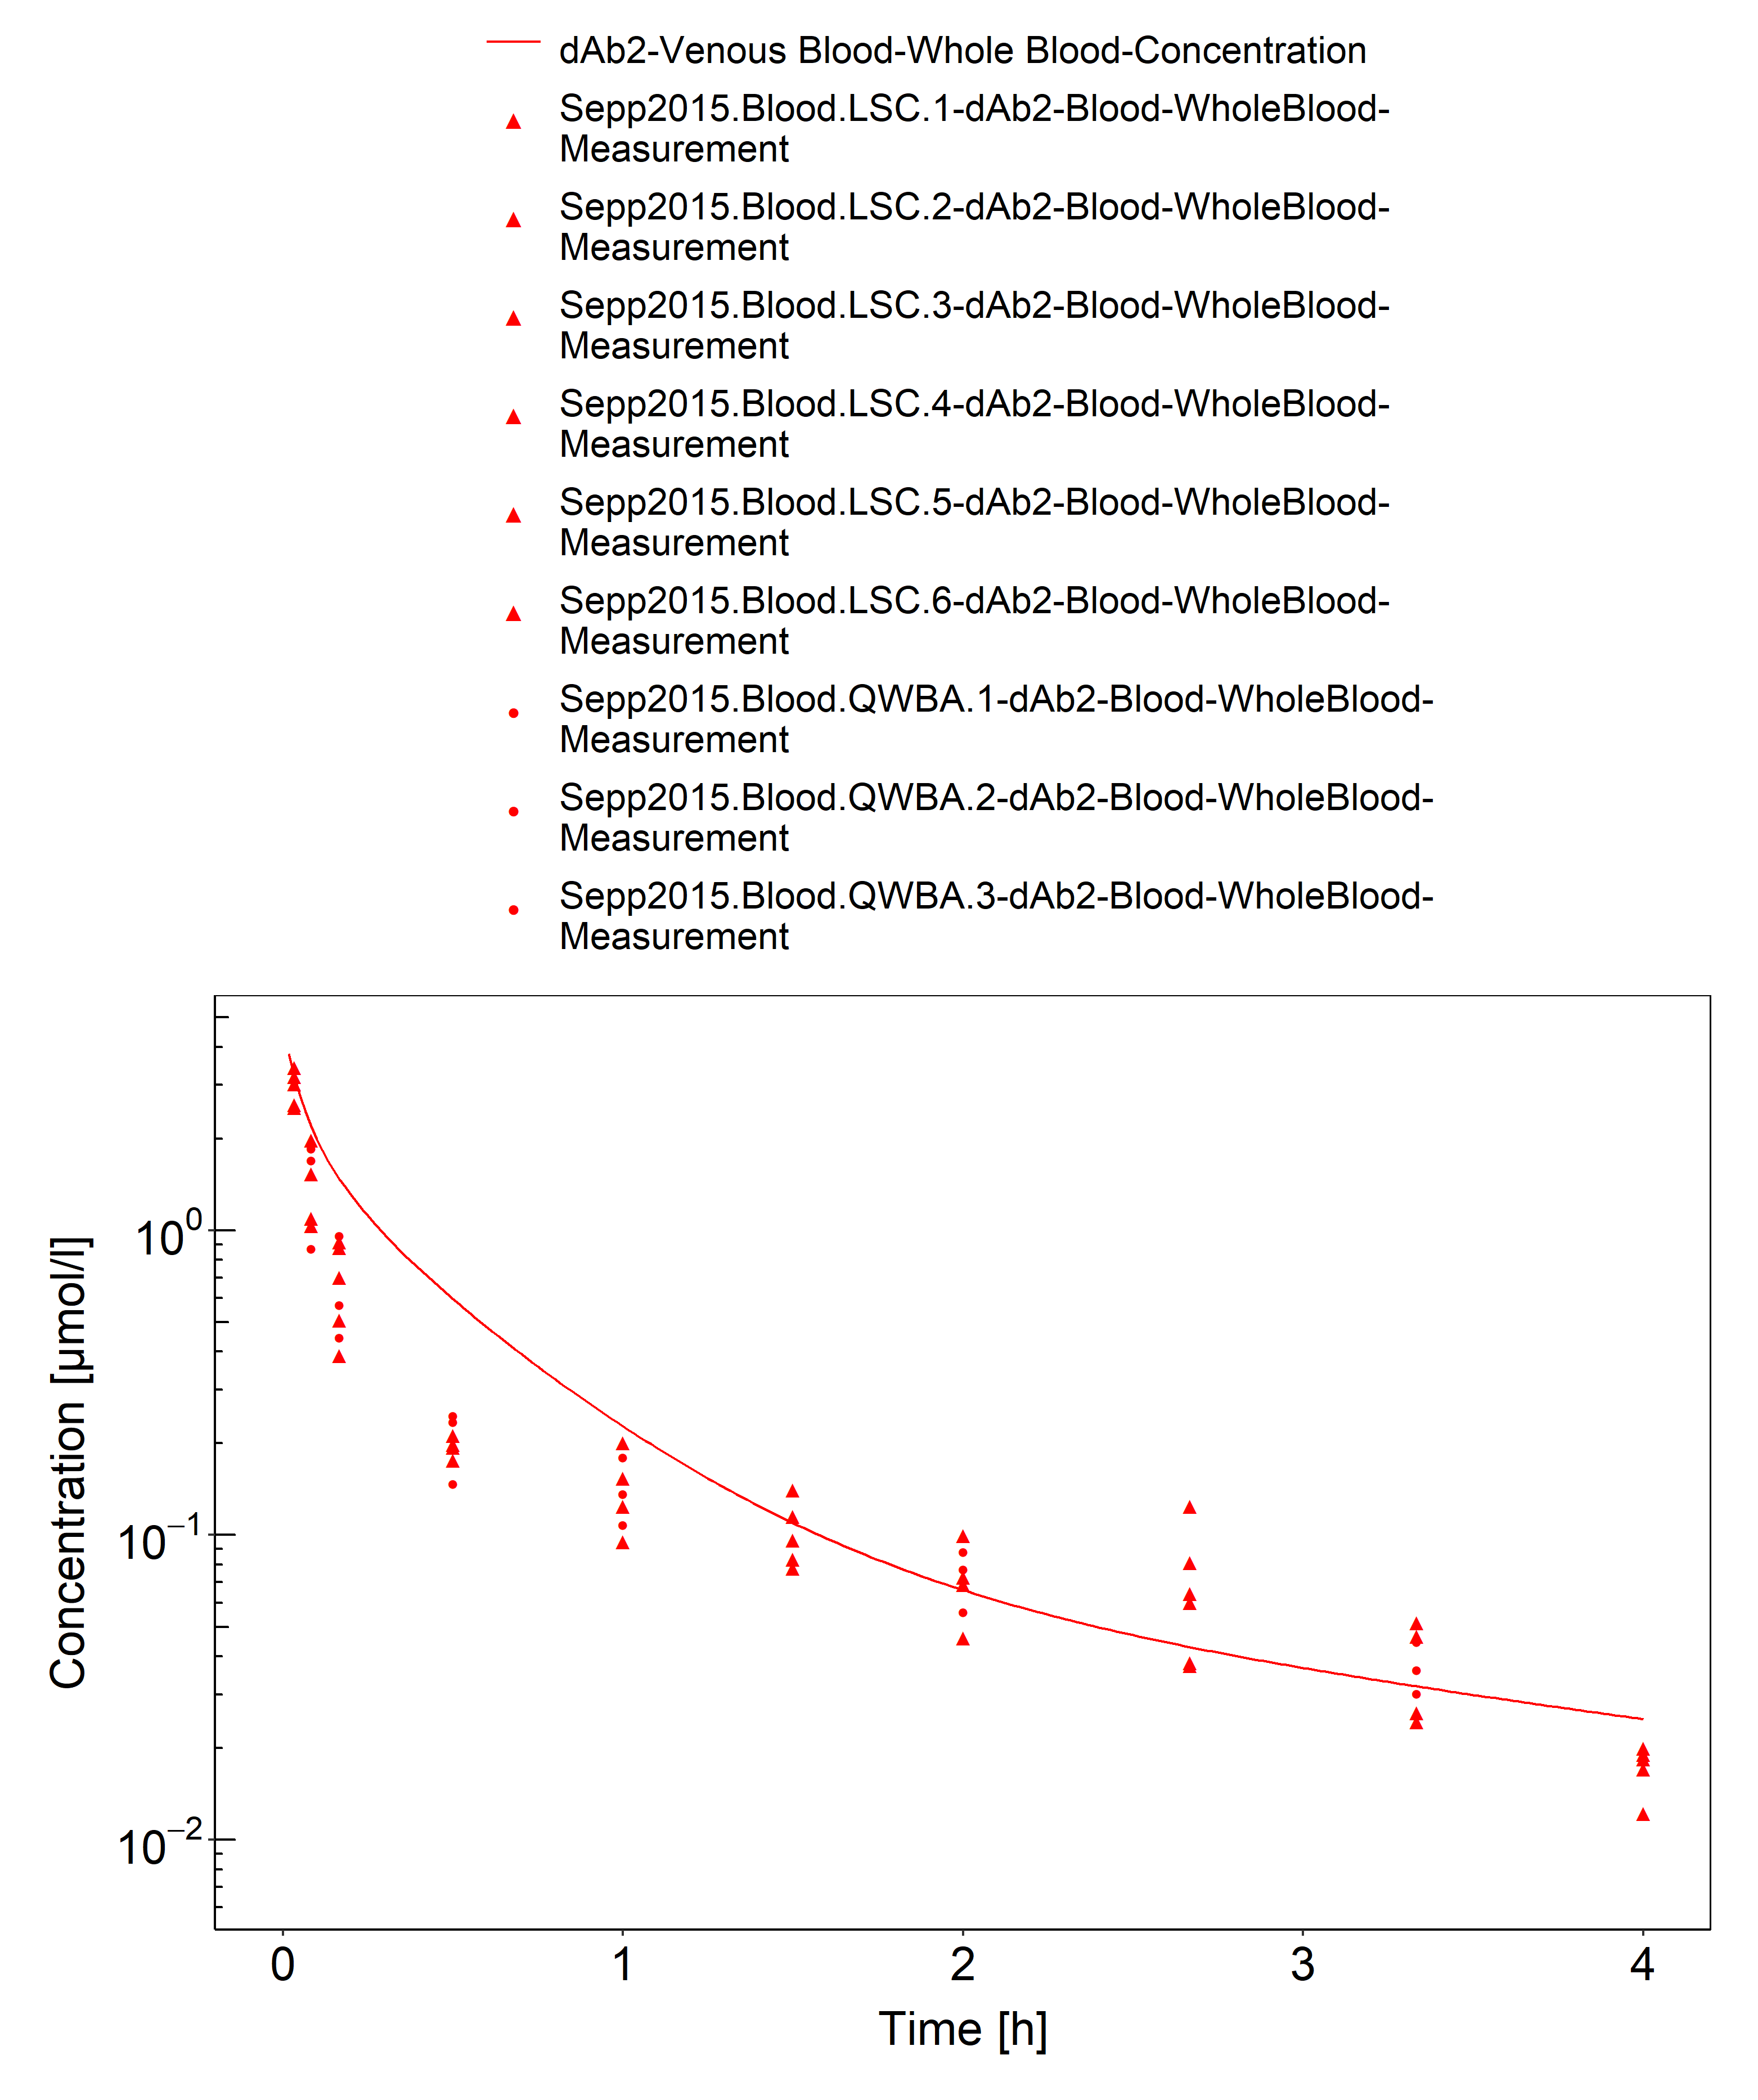 dAb2-Venous Blood-Whole Blood-Concentration
Sepp2015.Blood.LSC.1-dAb2-Blood-WholeBlood-
Measurement
Sepp2015.Blood.LSC.2-dAb2-Blood-WholeBlood-
Measurement
Sepp2015.Blood.LSC.3-dAb2-Blood-WholeBlood-
Measurement
Sepp2015.Blood.LSC.4-dAb2-Blood-WholeBlood-
Measurement
Sepp2015.Blood.LSC.5-dAb2-Blood-WholeBlood-
Measurement
Sepp2015.Blood.LSC.6-dAb2-Blood-WholeBlood-
Measurement
Sepp2015.Blood.QWBA.1-dAb2-Blood-WholeBlood-
Measurement
Sepp2015.Blood.QWBA.2-dAb2-Blood-WholeBlood-
Measurement
Sepp2015.Blood.QWBA.3-dAb2-Blood-WholeBlood-
Measurement
Concentration [µmol/l]
10⁰
10⁻¹
10⁻²
0 1 2 3 4
Time [h]